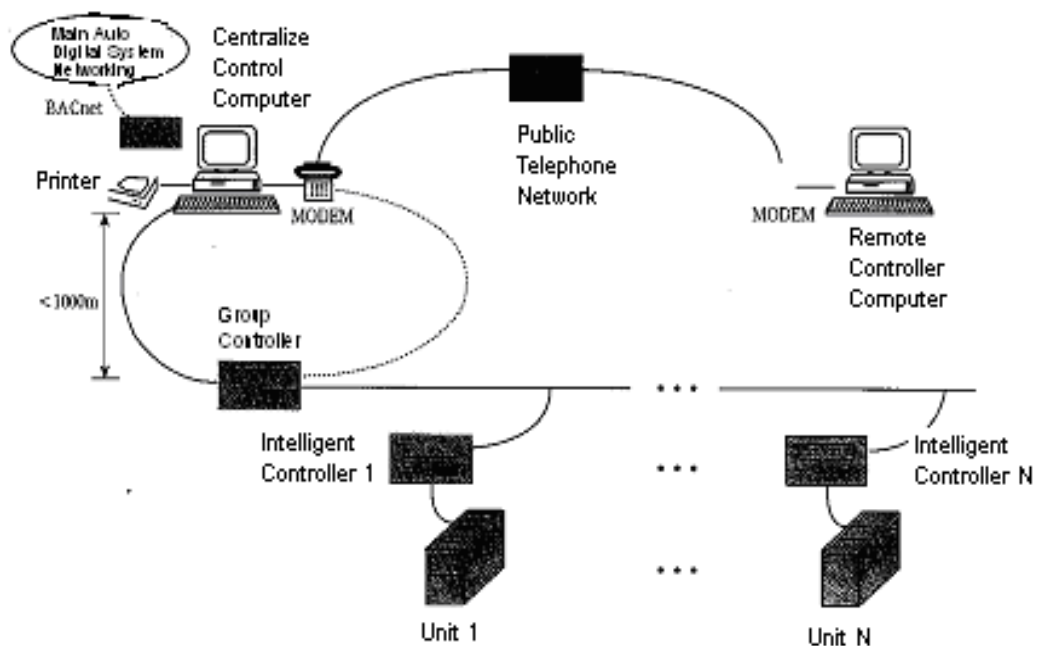 Main Auto
Digital System
Networking
BACnet
Centralize
Control
Computer
Printer
MODEM
Public
Telephone
Network
MODEM
Remote
Controller
Computer
<1000m
Group
Controller
Intelligent
Controller 1
Intelligent
Controller N
Unit 1
Unit N